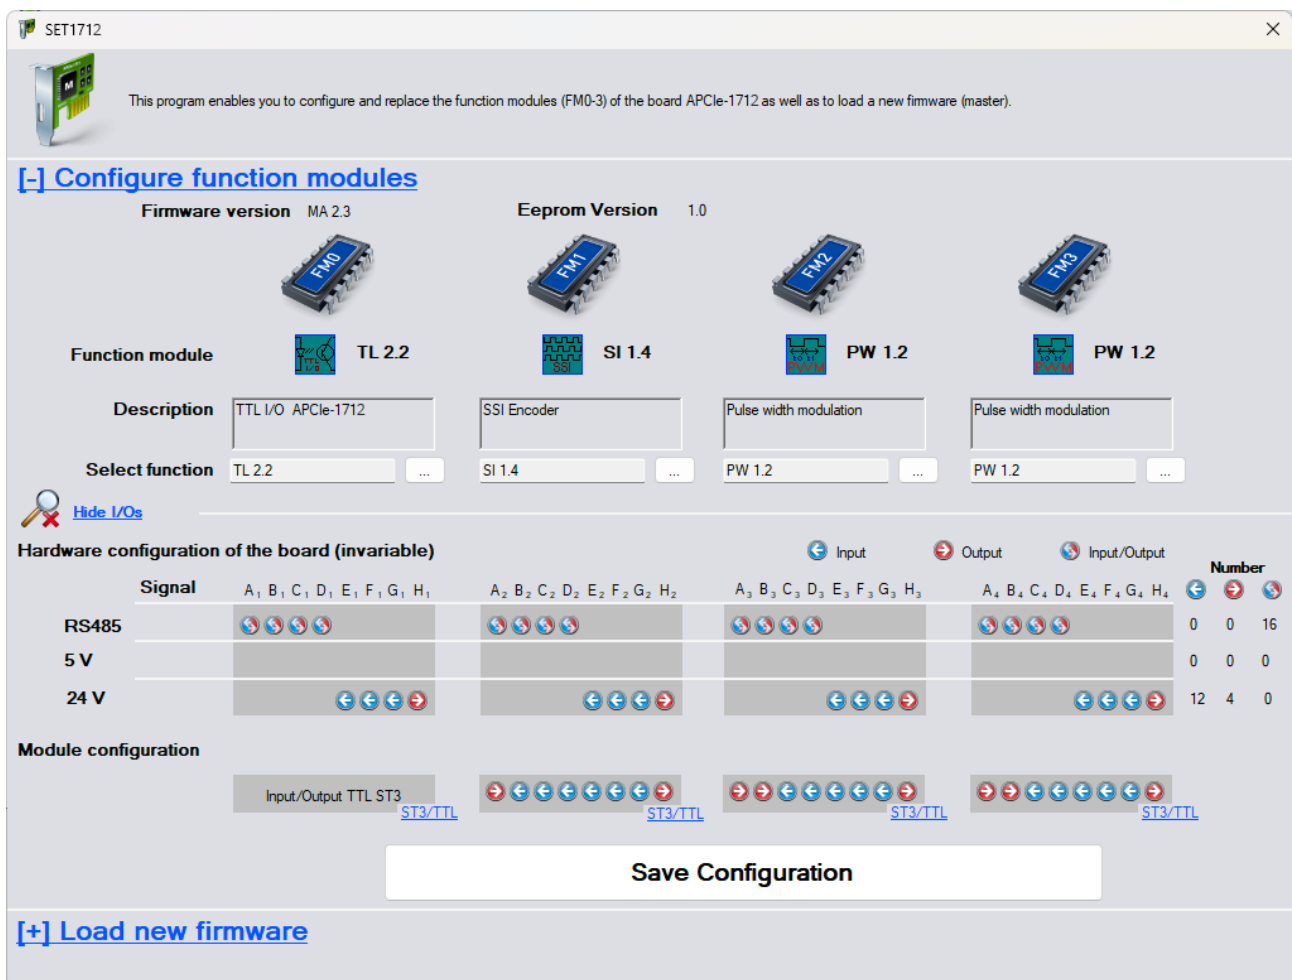 SET1712
M
This program enables you to configure and replace the function modules (FM0-3) of the board APCIe-1712 as well as to load a new firmware (master).
[-] Configure function modules
Firmware version MA 2.3 Eeprom Version 1.0
FM0 FM1 FM2 FM3
Function module TL 2.2 SI 1.4 PW 1.2 PW 1.2
TTL I/O SSI PWM PWM
Description TTL I/O APCIe-1712 SSI Encoder Pulse width modulation Pulse width modulation
Select function TL 2.2 ... SI 1.4 ... PW 1.2 ... PW 1.2 ...
Hide I/Os
Hardware configuration of the board (invariable) Input Output Input/Output
Number
Signal A₁ B₁ C₁ D₁ E₁ F₁ G₁ H₁ A₂ B₂ C₂ D₂ E₂ F₂ G₂ H₂ A₃ B₃ C₃ D₃ E₃ F₃ G₃ H₃ A₄ B₄ C₄ D₄ E₄ F₄ G₄ H₄
RS485 0 0 16
5 V 0 0 0
24 V 12 4 0
Module configuration
Input/Output TTL ST3
ST3/TTL ST3/TTL ST3/TTL ST3/TTL
Save Configuration
[+] Load new firmware